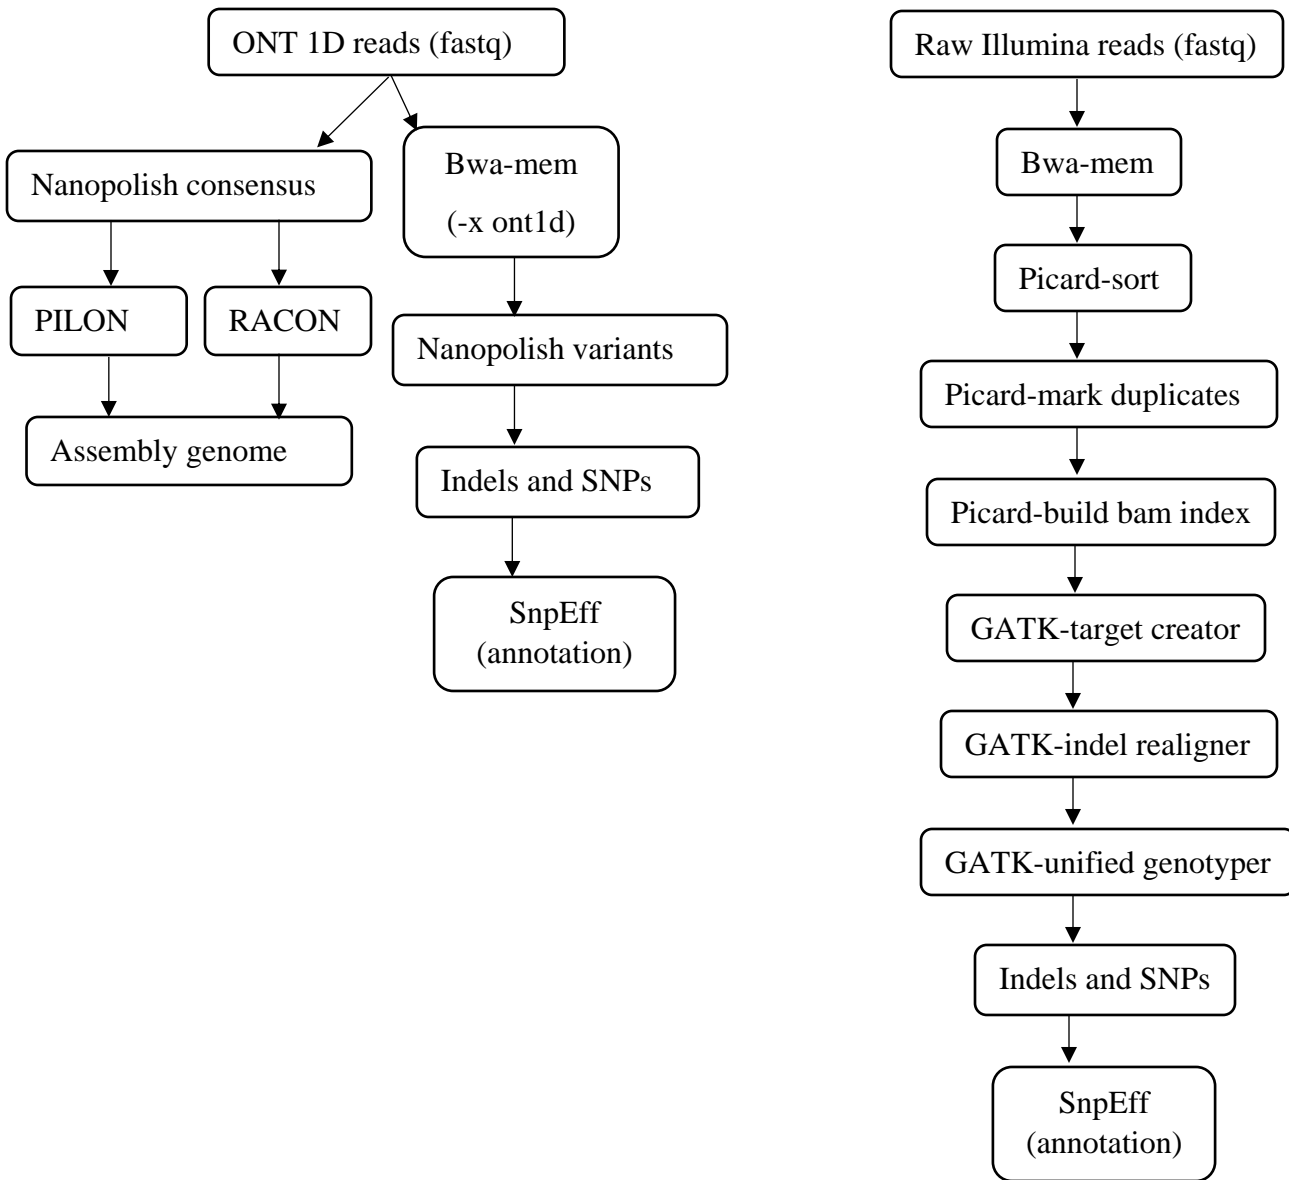 ONT 1D reads (fastq)
Nanopolish consensus
PILON
RACON
Assembly genome
Bwa-mem
(-x ont1d)
Nanopolish variants
Indels and SNPs
SnpEff
(annotation)
Raw Illumina reads (fastq)
Bwa-mem
Picard-sort
Picard-mark duplicates
Picard-build bam index
GATK-target creator
GATK-indel realigner
GATK-unified genotyper
Indels and SNPs
SnpEff
(annotation)